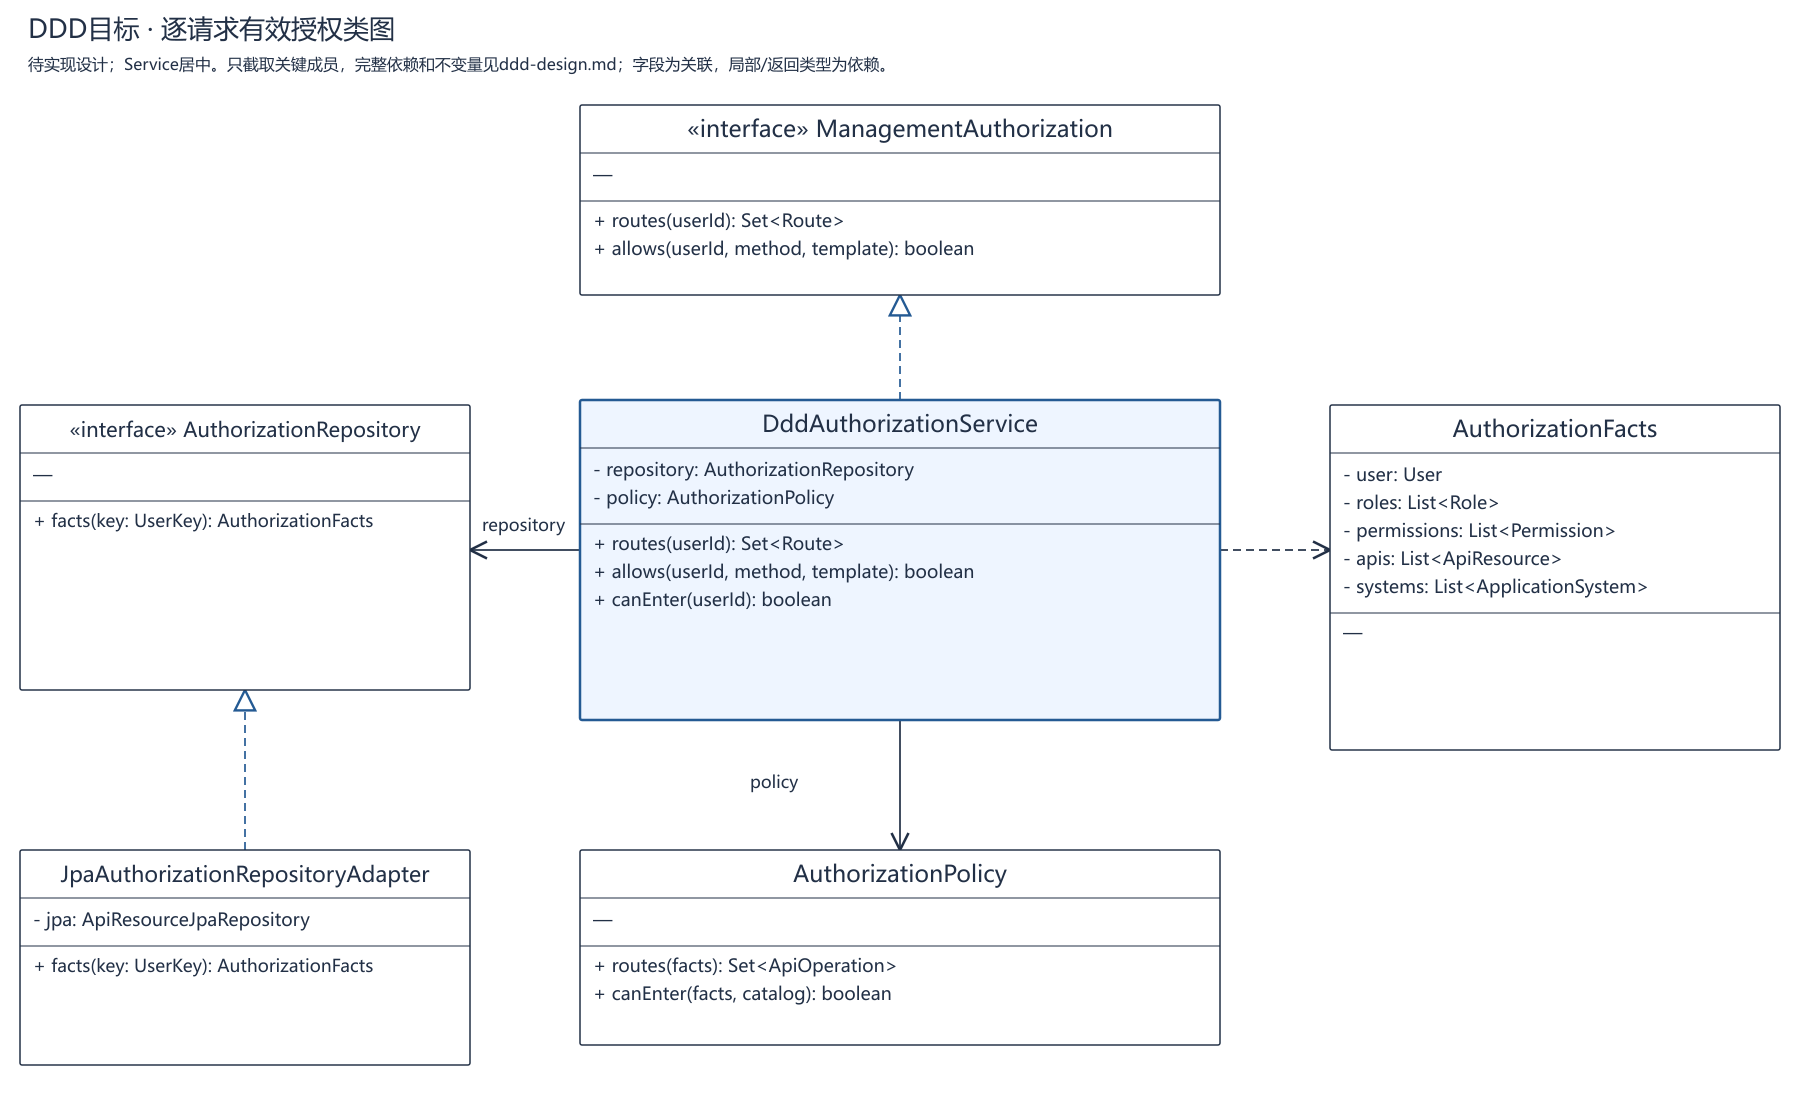 DDD目标 · 逐请求有效授权类图
待实现设计；Service居中。只截取关键成员，完整依赖和不变量见ddd-design.md；字段为关联，局部/返回类型为依赖。
«interface» ManagementAuthorization
—
+ routes(userId): Set<Route>
+ allows(userId, method, template): boolean
«interface» AuthorizationRepository
—
+ facts(key: UserKey): AuthorizationFacts
repository
DddAuthorizationService
- repository: AuthorizationRepository
- policy: AuthorizationPolicy
+ routes(userId): Set<Route>
+ allows(userId, method, template): boolean
+ canEnter(userId): boolean
AuthorizationFacts
- user: User
- roles: List<Role>
- permissions: List<Permission>
- apis: List<ApiResource>
- systems: List<ApplicationSystem>
—
policy
JpaAuthorizationRepositoryAdapter
- jpa: ApiResourceJpaRepository
+ facts(key: UserKey): AuthorizationFacts
AuthorizationPolicy
—
+ routes(facts): Set<ApiOperation>
+ canEnter(facts, catalog): boolean